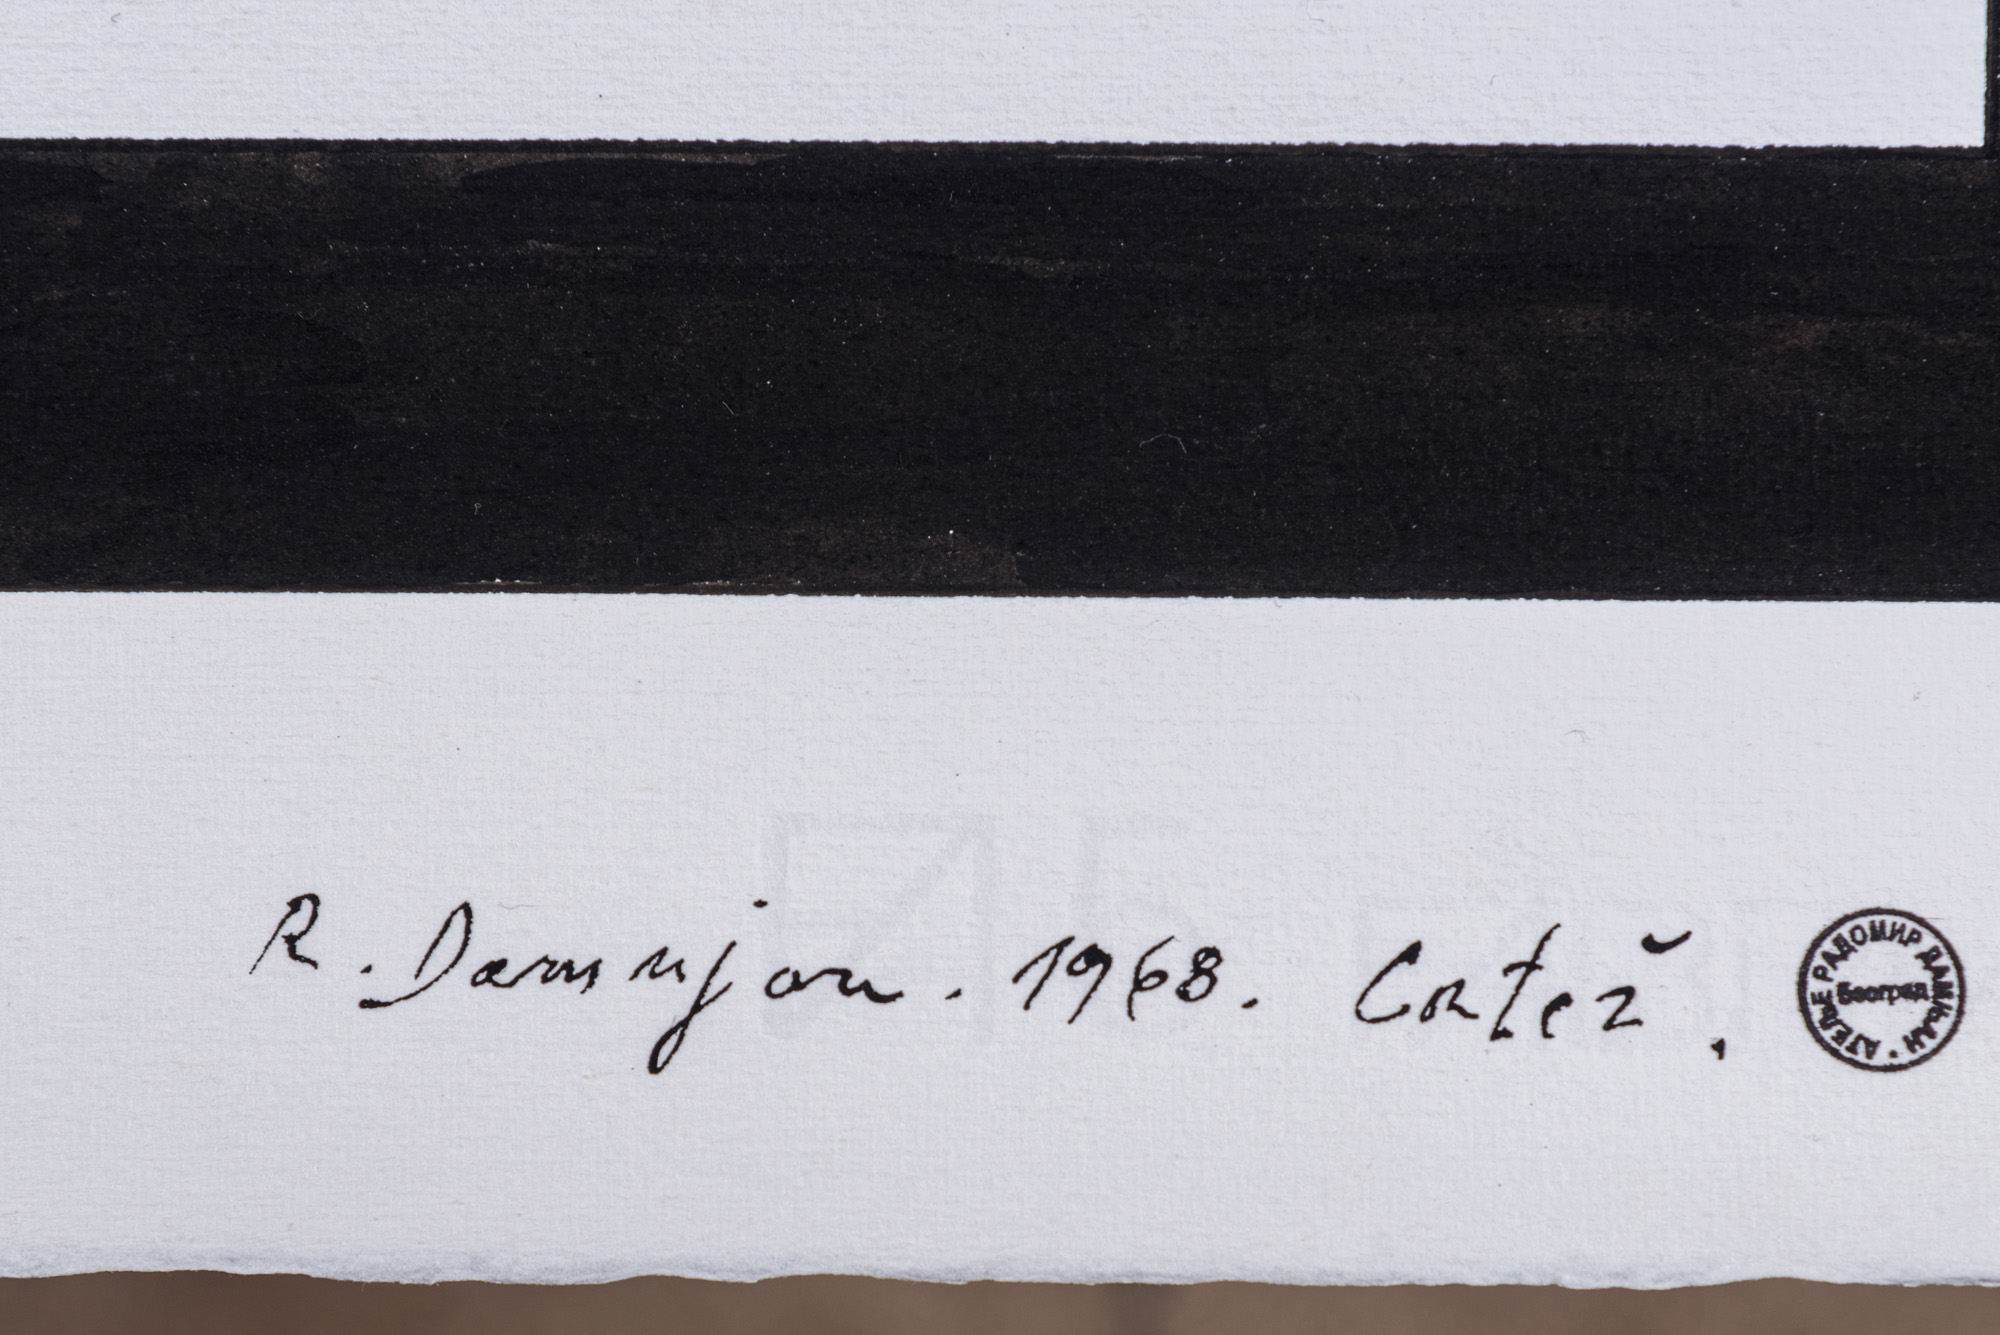 R. Damnjan. 1968. Crtež.
АТЕЉЕ РАДОМИР ДАМЊАН •
Београд